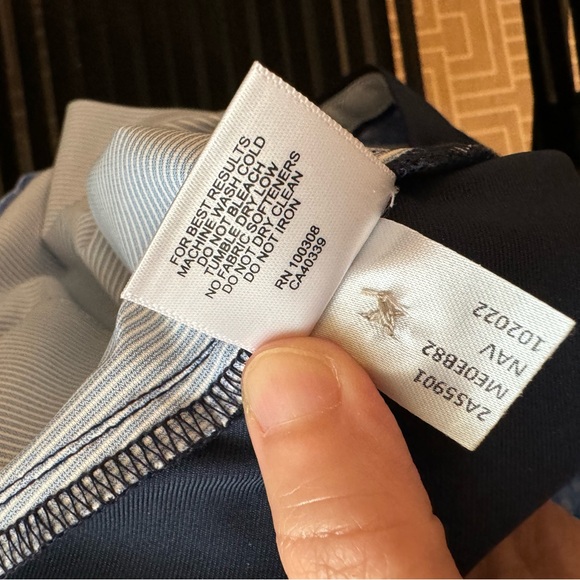 FOR BEST RESULTS
MACHINE WASH COLD
DO NOT BLEACH
TUMBLE DRY LOW
NO FABRIC SOFTENERS
DO NOT DRY CLEAN
DO NOT IRON
RN 100308
CA40339
2AS5901
ME0EB82
NAV
102022